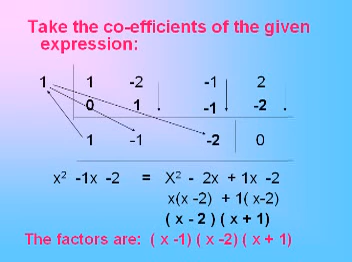 Take the co-efficients of the given
expression:
1 1 -2 -1 2
0 1 -1 -2
1 -1 -2 0
x² -1x -2 = X² - 2x + 1x -2
x(x -2) + 1( x-2)
( x - 2 ) ( x + 1)
The factors are: ( x -1) ( x -2) ( x + 1)